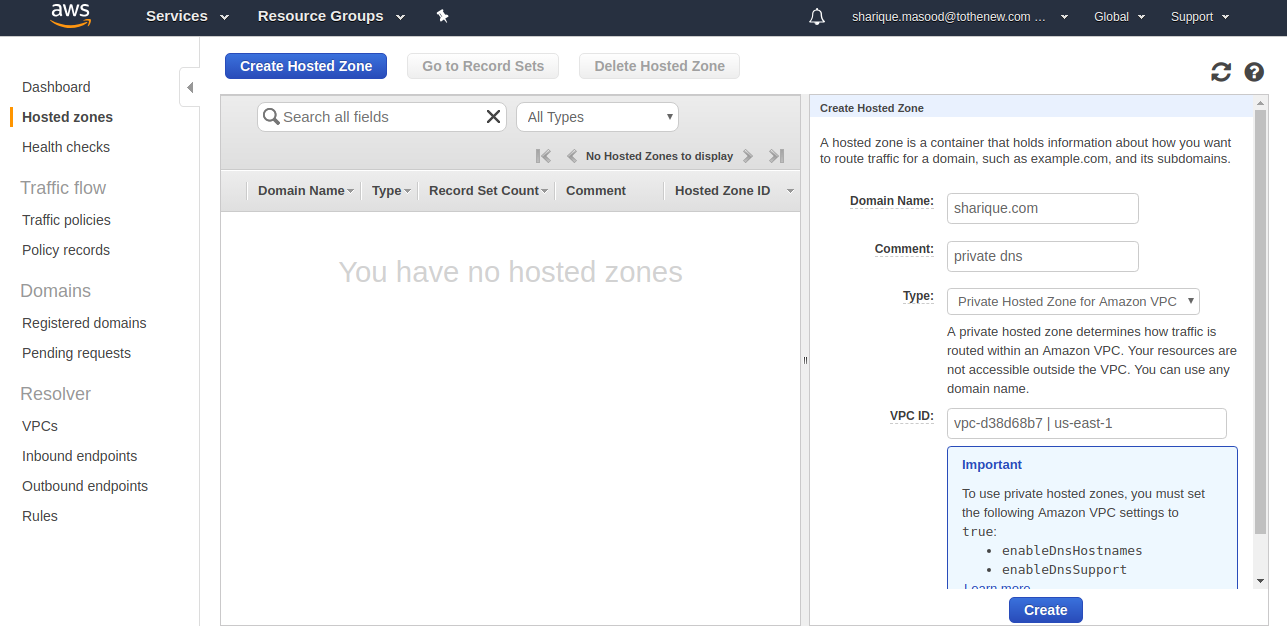 aws
Services
Resource Groups
sharique.masood@tothenew.com ...
Global
Support
Dashboard
Hosted zones
Health checks
Traffic flow
Traffic policies
Policy records
Domains
Registered domains
Pending requests
Resolver
VPCs
Inbound endpoints
Outbound endpoints
Rules
Create Hosted Zone
Go to Record Sets
Delete Hosted Zone
Search all fields
All Types
No Hosted Zones to display
Domain Name
Type
Record Set Count
Comment
Hosted Zone ID
You have no hosted zones
Create Hosted Zone
A hosted zone is a container that holds information about how you want
to route traffic for a domain, such as example.com, and its subdomains.
Domain Name: sharique.com
Comment: private dns
Type: Private Hosted Zone for Amazon VPC
A private hosted zone determines how traffic is
routed within an Amazon VPC. Your resources are
not accessible outside the VPC. You can use any
domain name.
VPC ID: vpc-d38d68b7 | us-east-1
Important
To use private hosted zones, you must set
the following Amazon VPC settings to
true:
• enableDnsHostnames
• enableDnsSupport
Learn more
Create